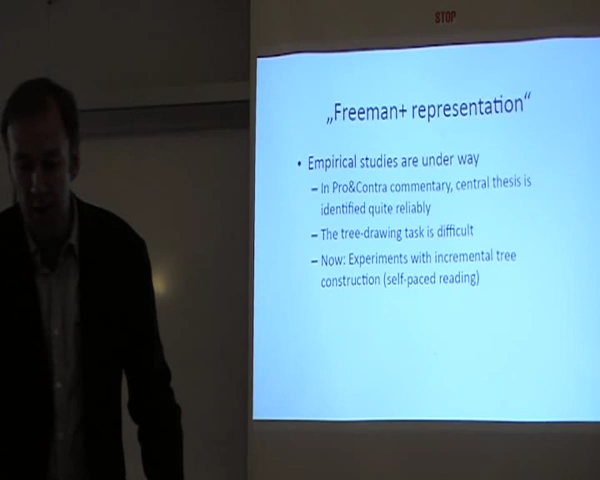 STOP
„Freeman+ representation“
• Empirical studies are under way
– In Pro&Contra commentary, central thesis is
identified quite reliably
– The tree-drawing task is difficult
– Now: Experiments with incremental tree
construction (self-paced reading)